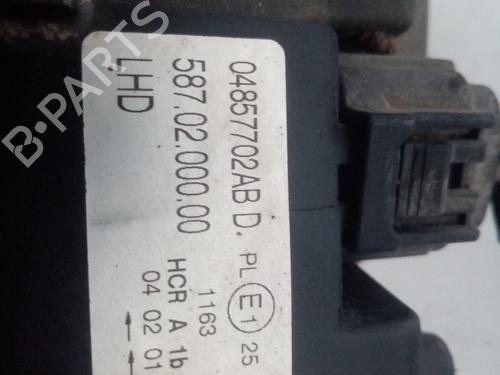 04857702AB D.
587.02.000.00
LHD
PL E1 25
1163
HCR A 1b
04 02 01
B-PARTS